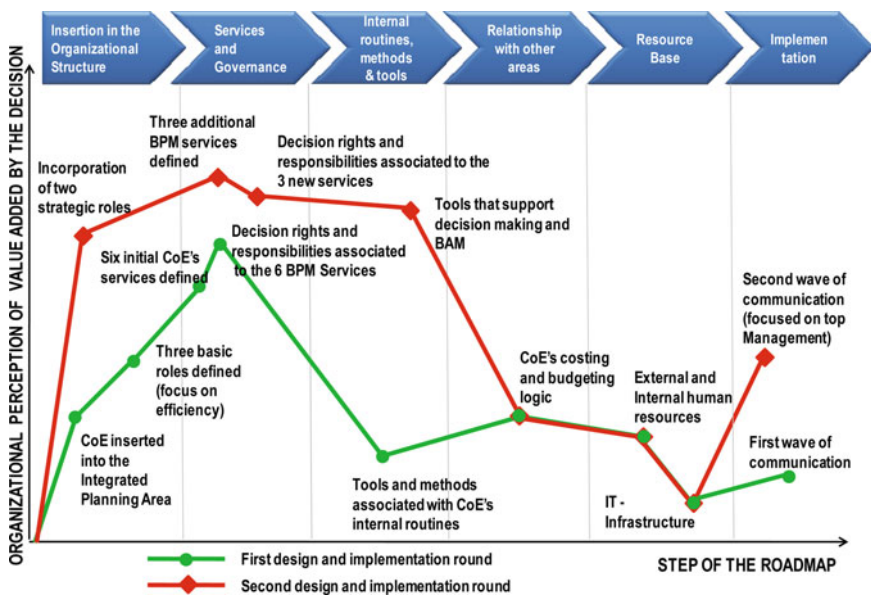 Insertion in the
Organizational
Structure
Services
and
Governance
Internal
routines,
methods
& tools
Relationship
with other
areas
Resource
Base
Implemen
tation
ORGANIZATIONAL PERCEPTION OF VALUE ADDED BY THE DECISION
Three additional
BPM services
defined
Decision rights and
responsibilities associated to the
3 new services
Incorporation
of two
strategic roles
Tools that support
decision making and
BAM
Decision rights and
responsibilities associated
to the 6 BPM Services
Six initial CoE's
services defined
Second wave of
communication
(focused on top
Management)
Three basic
roles defined
(focus on
efficiency)
CoE's costing
and budgeting
logic
External and
Internal human
resources
CoE inserted
into the
Integrated
Planning Area
First wave of
communication
Tools and methods
associated with CoE's
internal routines
IT -
Infrastructure
First design and implementation round
STEP OF THE ROADMAP
Second design and implementation round